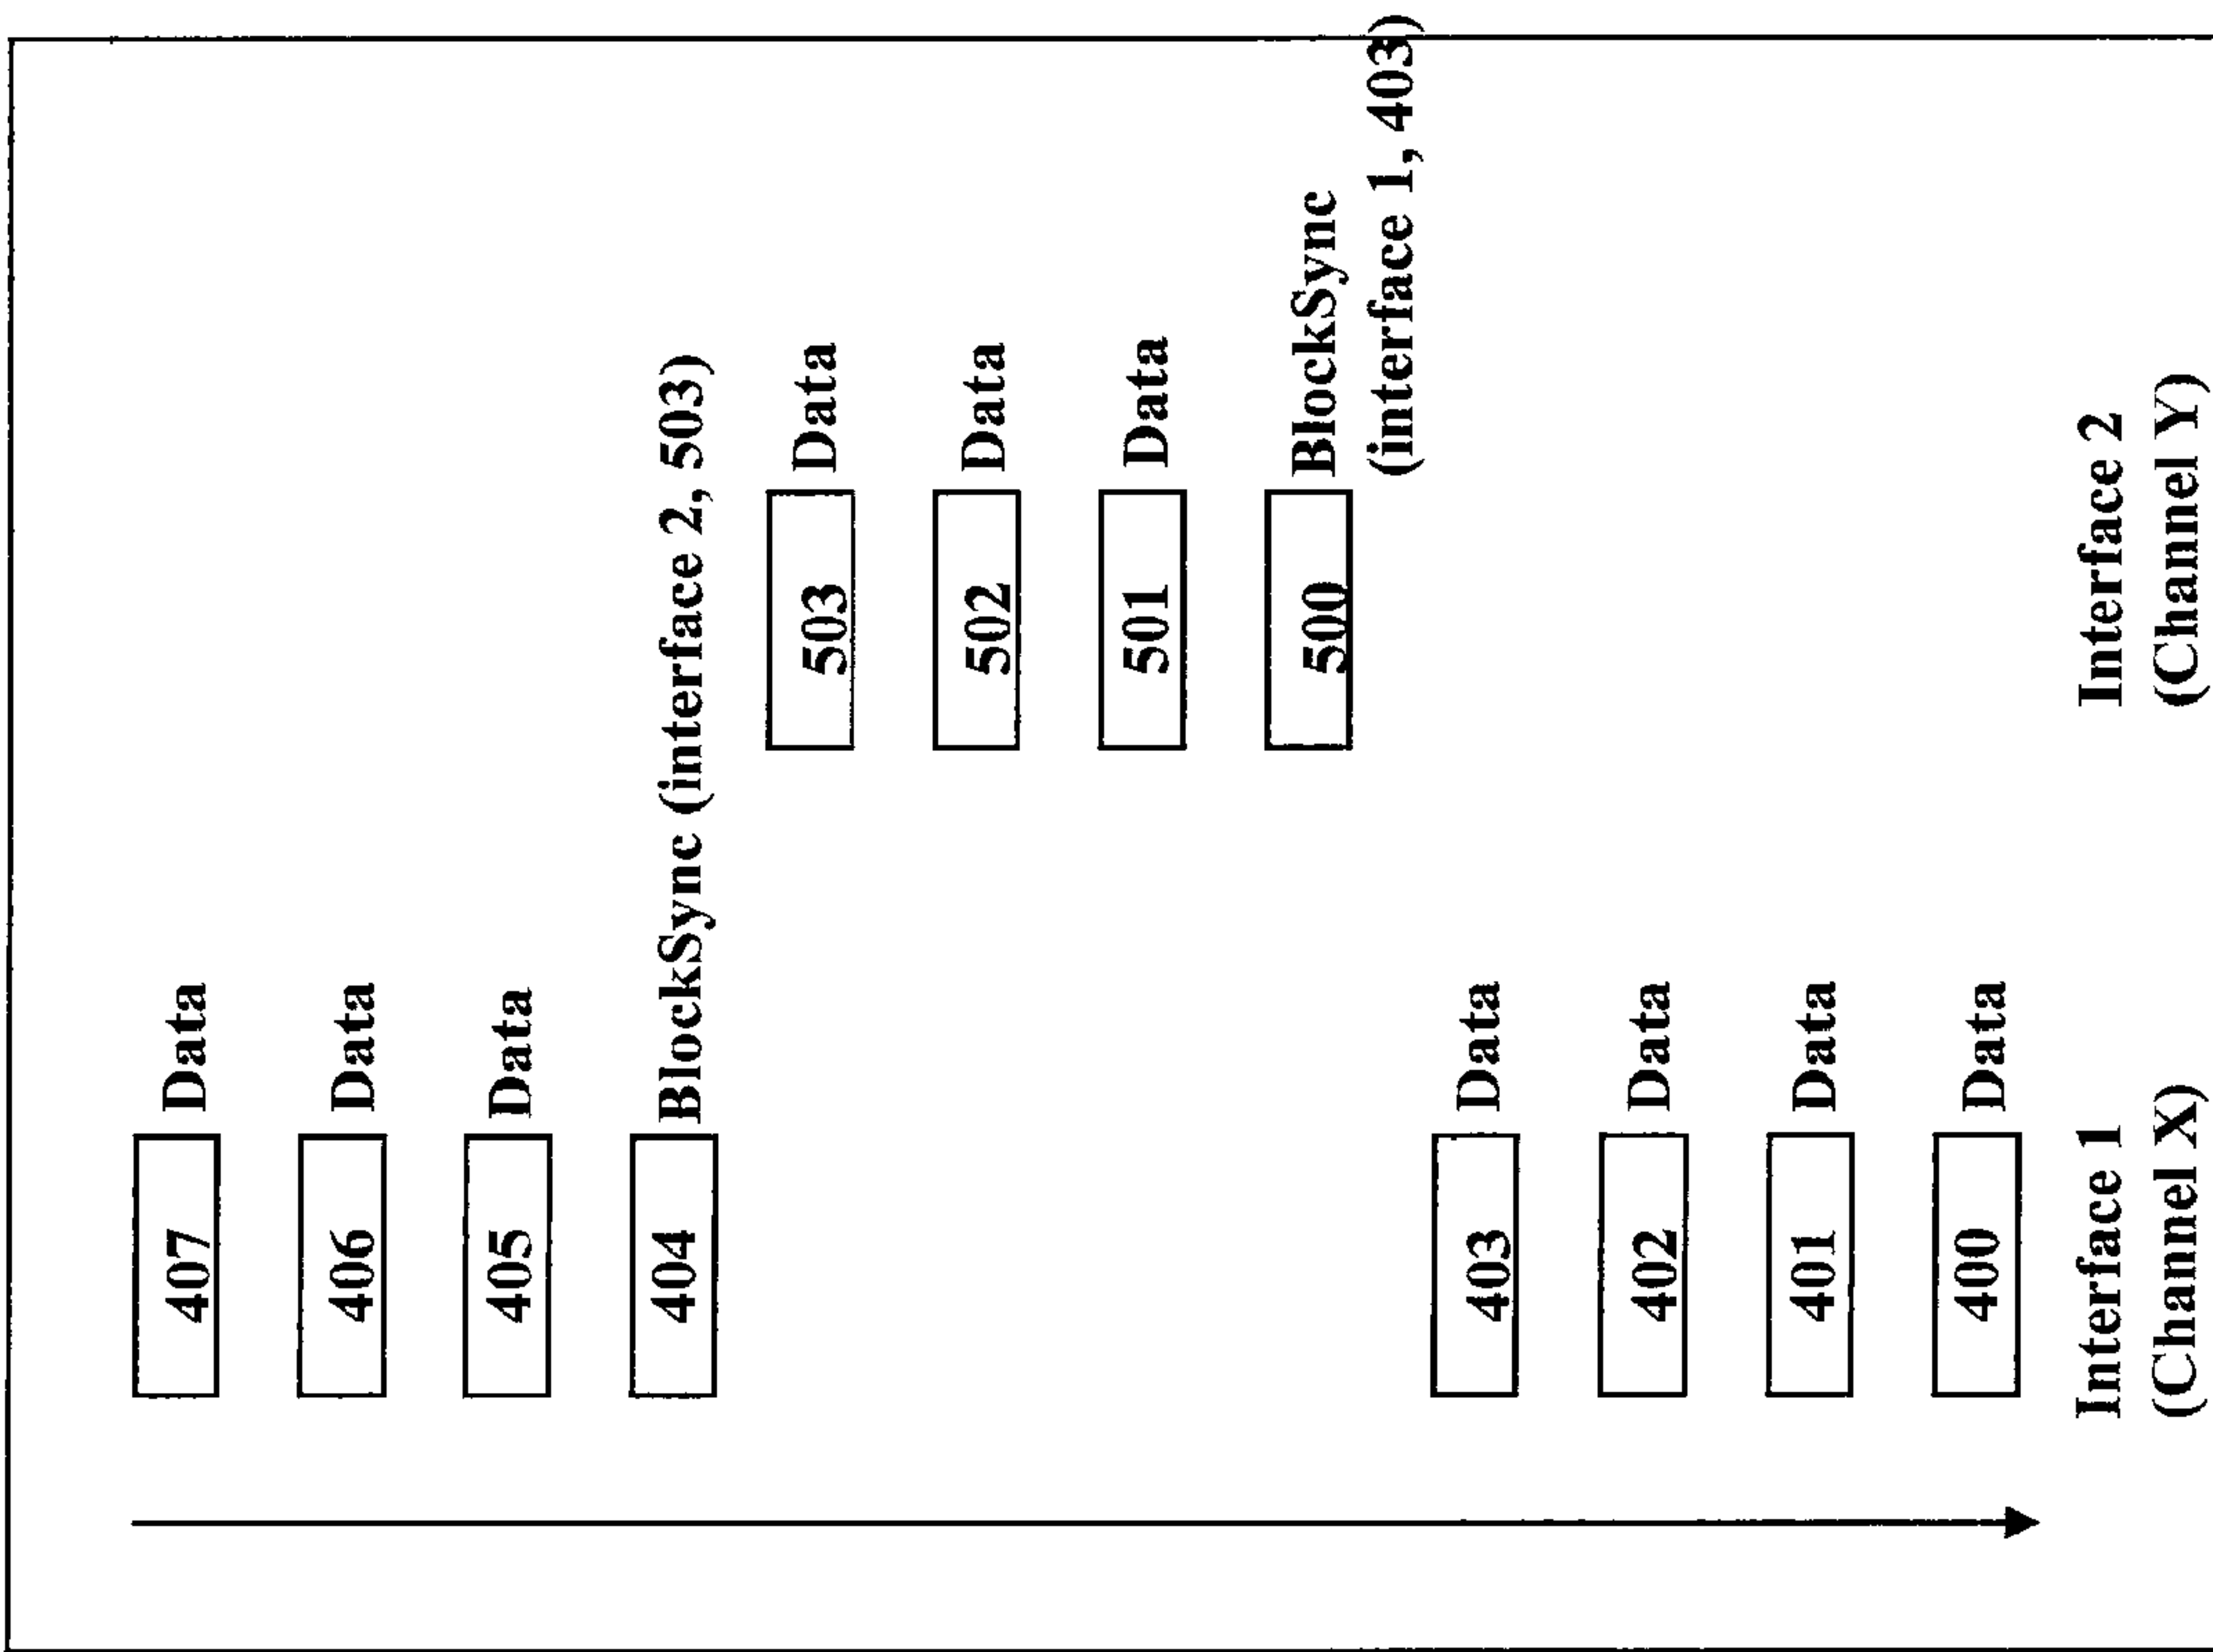 407 Data
406 Data
405 Data
404 BlockSync (interface 2, 503)
503 Data
502 Data
501 Data
500 BlockSync
(interface 1, 403)
403 Data
402 Data
401 Data
400 Data
Interface 1
(Channel X)
Interface 2
(Channel Y)